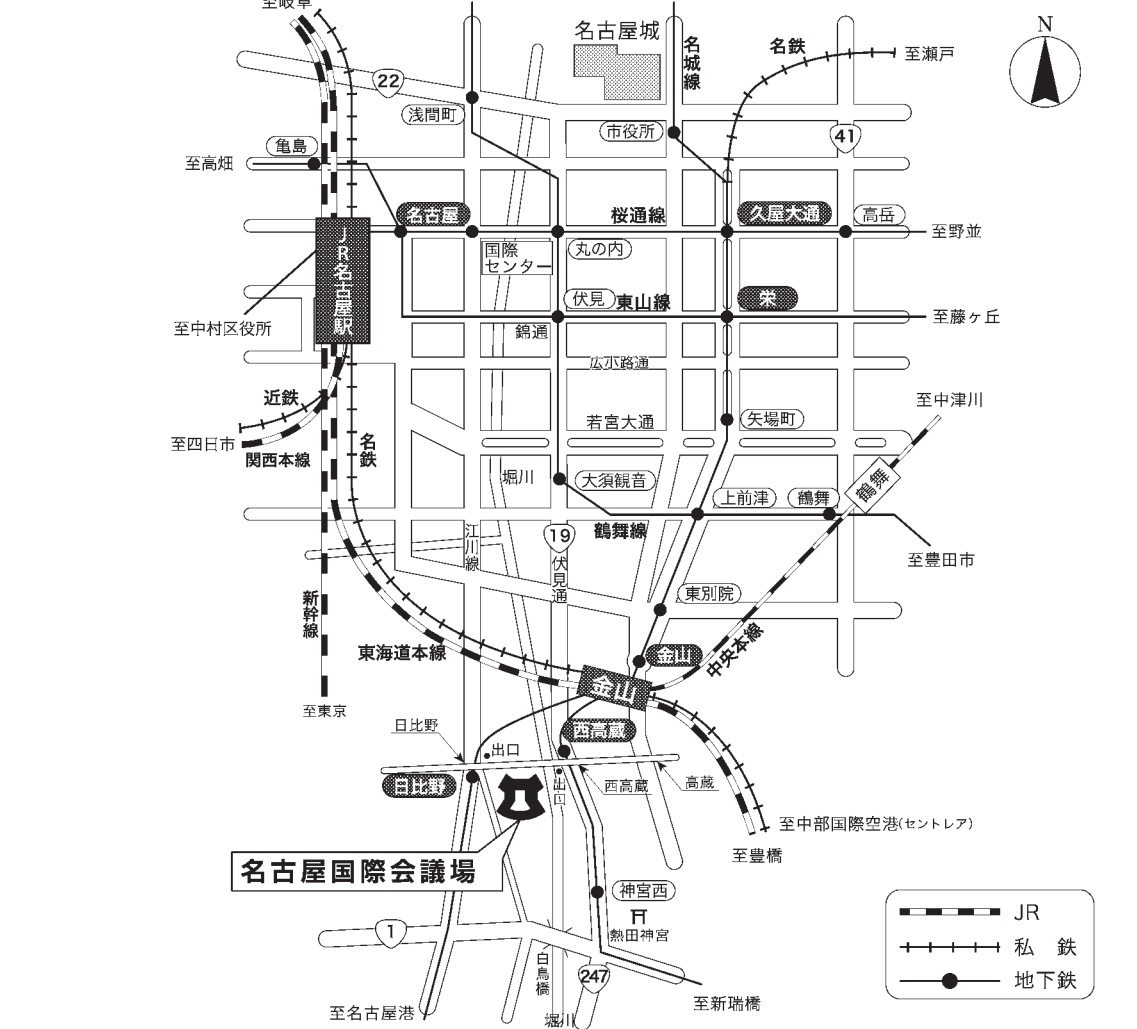 至岐阜
名古屋城
名城線
名鉄
至瀬戸
N
22
浅間町
市役所
41
亀島
至高畑
名古屋
桜通線
久屋大通
高岳
至野並
JR名古屋駅
国際
センター
丸の内
伏見
東山線
栄
至藤ヶ丘
至中村区役所
錦通
広小路通
近鉄
至四日市
関西本線
名鉄
若宮大通
矢場町
至中津川
堀川
大須観音
上前津
鶴舞
鶴舞
江川線
19
鶴舞線
至豊田市
伏見通
新幹線
東別院
東海道本線
金山
中央本線
金山
至東京
日比野
出口
西高蔵
日比野
出口
西高蔵
高蔵
至中部国際空港(セントレア)
至豊橋
名古屋国際会議場
神宮西
熱田神宮
1
白鳥橋
247
至名古屋港
堀川
至新瑞橋
JR
私 鉄
地下鉄